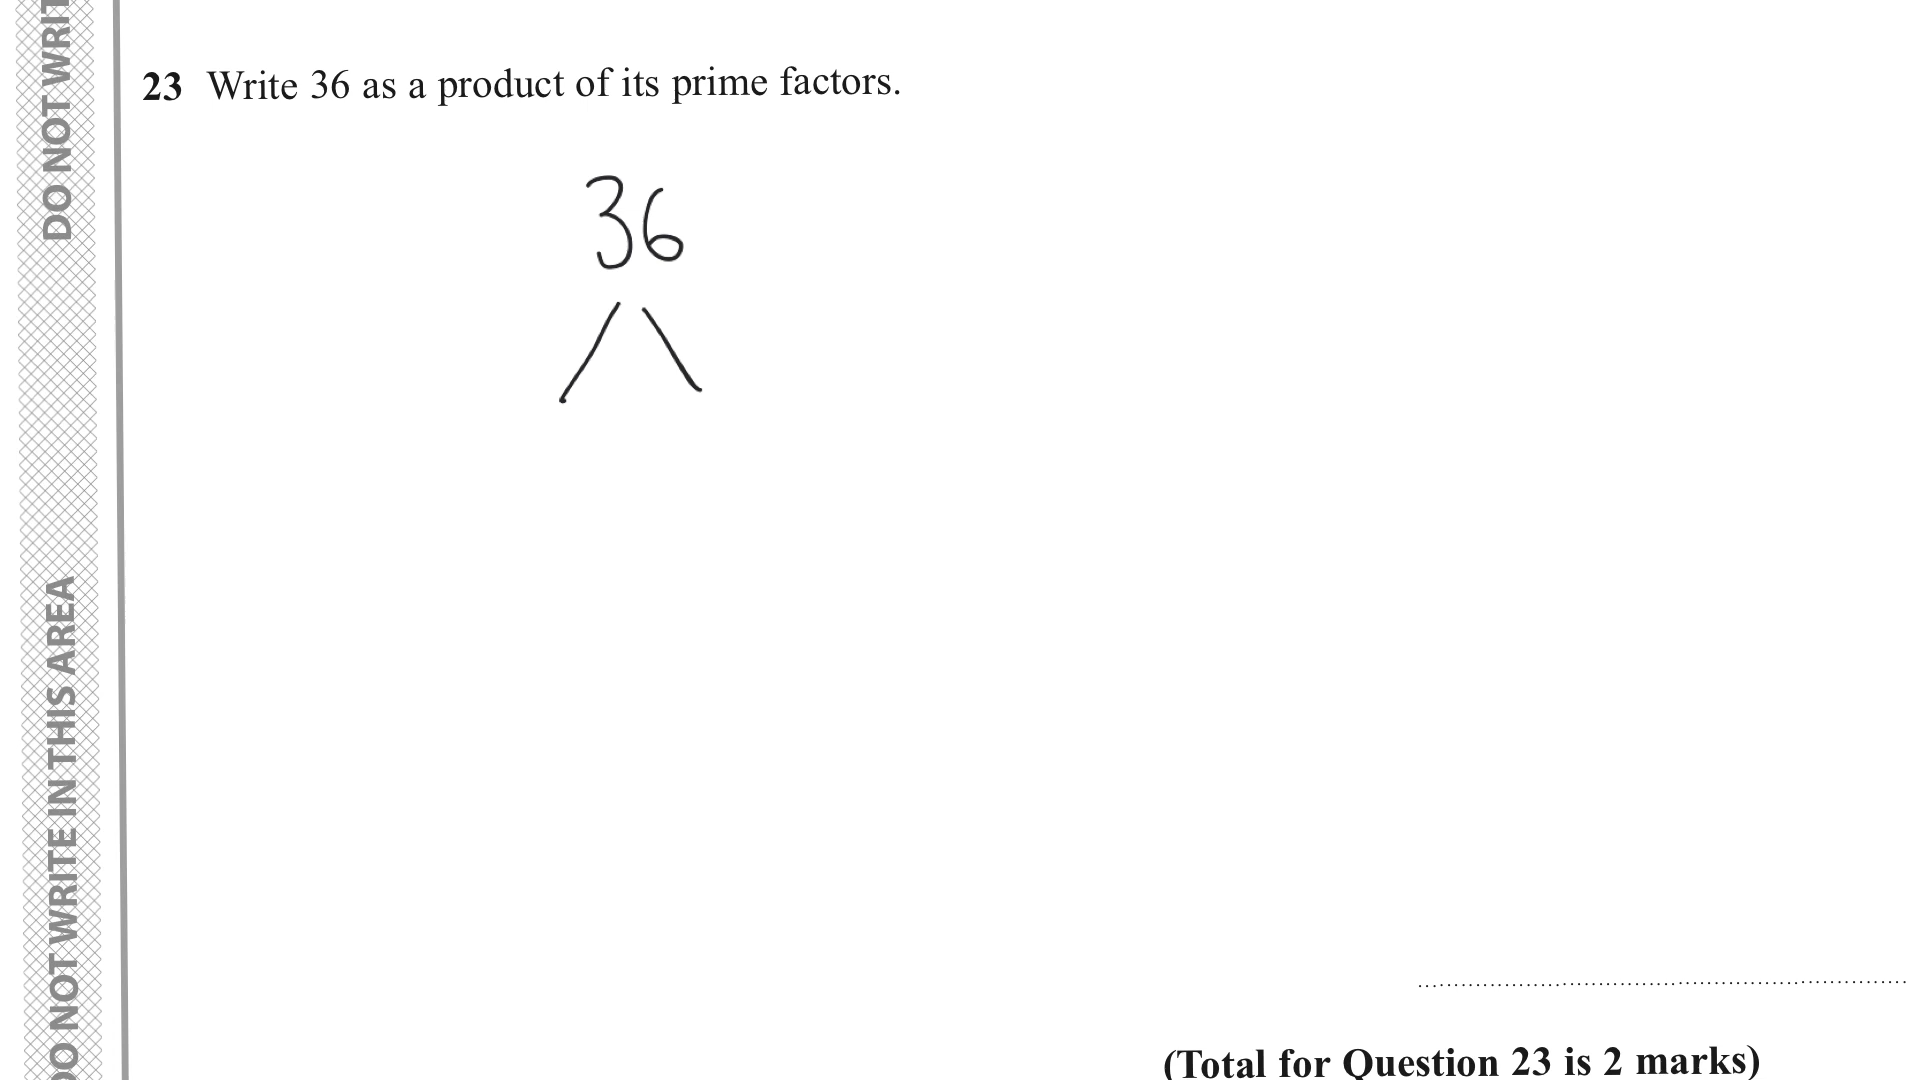 DO NOT WRIT
DO NOT WRITE IN THIS AREA
23 Write 36 as a product of its prime factors.
36
(Total for Question 23 is 2 marks)